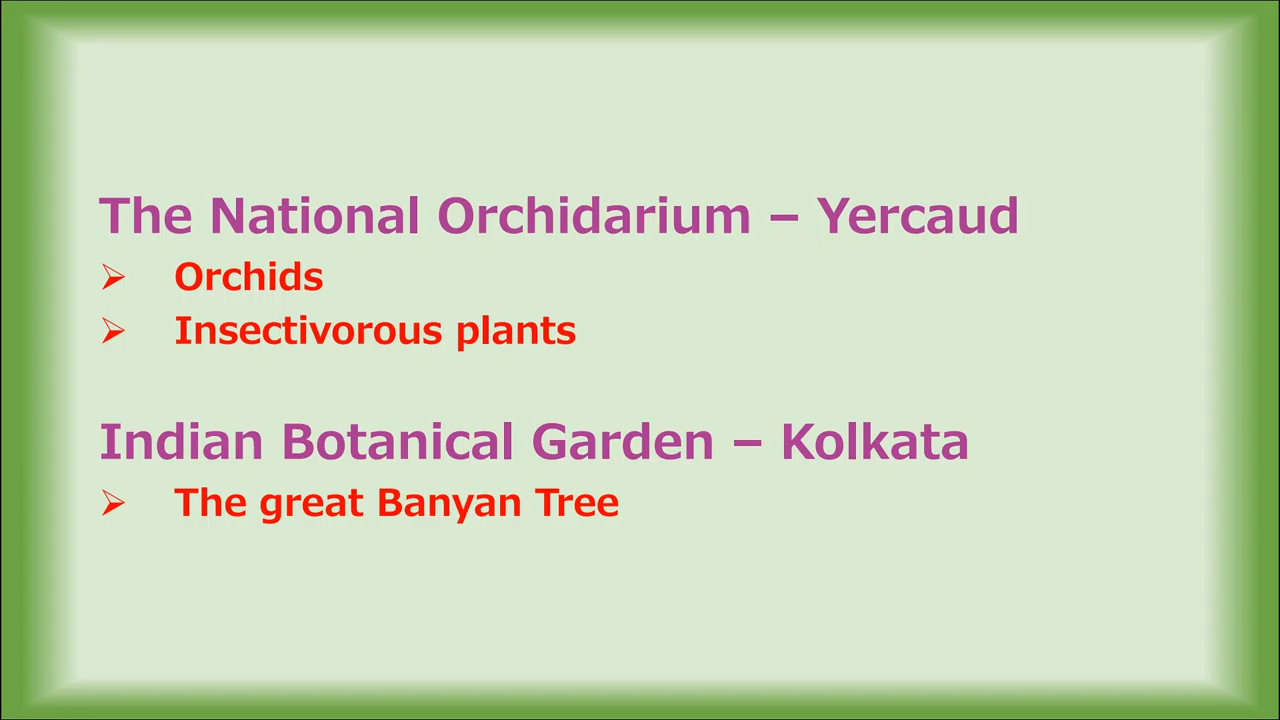 The National Orchidarium – Yercaud
➢ Orchids
➢ Insectivorous plants
Indian Botanical Garden – Kolkata
➢ The great Banyan Tree